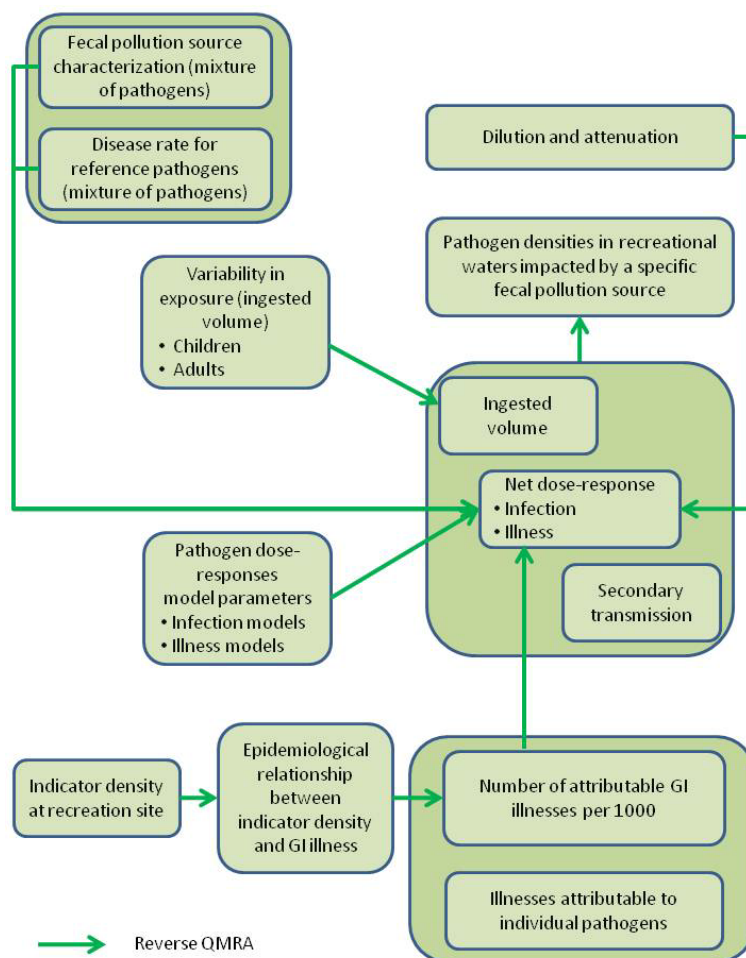 Fecal pollution source
characterization (mixture
of pathogens)
Disease rate for
reference pathogens
(mixture of pathogens)
Dilution and attenuation
Pathogen densities in recreational
waters impacted by a specific
fecal pollution source
Variability in
exposure (ingested
volume)
• Children
• Adults
Ingested
volume
Net dose-response
• Infection
• Illness
Pathogen dose-
responses
model parameters
• Infection models
• Illness models
Secondary
transmission
Indicator density
at recreation site
Epidemiological
relationship
between
indicator density
and GI illness
Number of attributable GI
illnesses per 1000
Illnesses attributable to
individual pathogens
Reverse QMRA